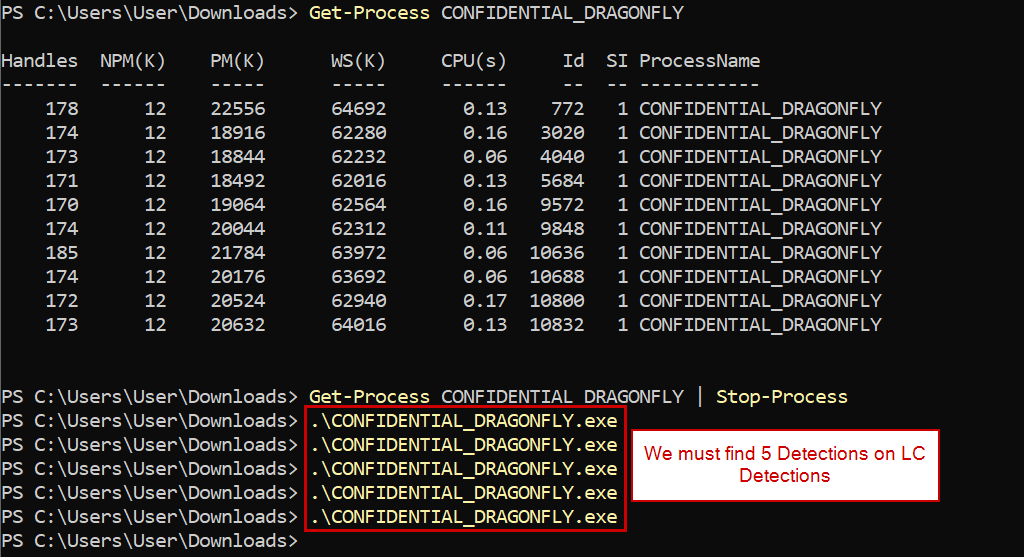 PS C:\Users\User\Downloads> Get-Process CONFIDENTIAL_DRAGONFLY
Handles  NPM(K)    PM(K)      WS(K)     CPU(s)     Id  SI ProcessName
-------  ------    -----      -----     ------     --  -- -----------
    178      12    22556      64692       0.13    772   1 CONFIDENTIAL_DRAGONFLY
    174      12    18916      62280       0.16   3020   1 CONFIDENTIAL_DRAGONFLY
    173      12    18844      62232       0.06   4040   1 CONFIDENTIAL_DRAGONFLY
    171      12    18492      62016       0.13   5684   1 CONFIDENTIAL_DRAGONFLY
    170      12    19064      62564       0.16   9572   1 CONFIDENTIAL_DRAGONFLY
    174      12    20044      62312       0.11   9848   1 CONFIDENTIAL_DRAGONFLY
    185      12    21784      63972       0.06  10636   1 CONFIDENTIAL_DRAGONFLY
    174      12    20176      63692       0.06  10688   1 CONFIDENTIAL_DRAGONFLY
    172      12    20524      62940       0.17  10800   1 CONFIDENTIAL_DRAGONFLY
    173      12    20632      64016       0.13  10832   1 CONFIDENTIAL_DRAGONFLY
PS C:\Users\User\Downloads> Get-Process CONFIDENTIAL_DRAGONFLY | Stop-Process
PS C:\Users\User\Downloads> .\CONFIDENTIAL_DRAGONFLY.exe
PS C:\Users\User\Downloads> .\CONFIDENTIAL_DRAGONFLY.exe
PS C:\Users\User\Downloads> .\CONFIDENTIAL_DRAGONFLY.exe
PS C:\Users\User\Downloads> .\CONFIDENTIAL_DRAGONFLY.exe
PS C:\Users\User\Downloads> .\CONFIDENTIAL_DRAGONFLY.exe
PS C:\Users\User\Downloads>
We must find 5 Detections on LC
Detections